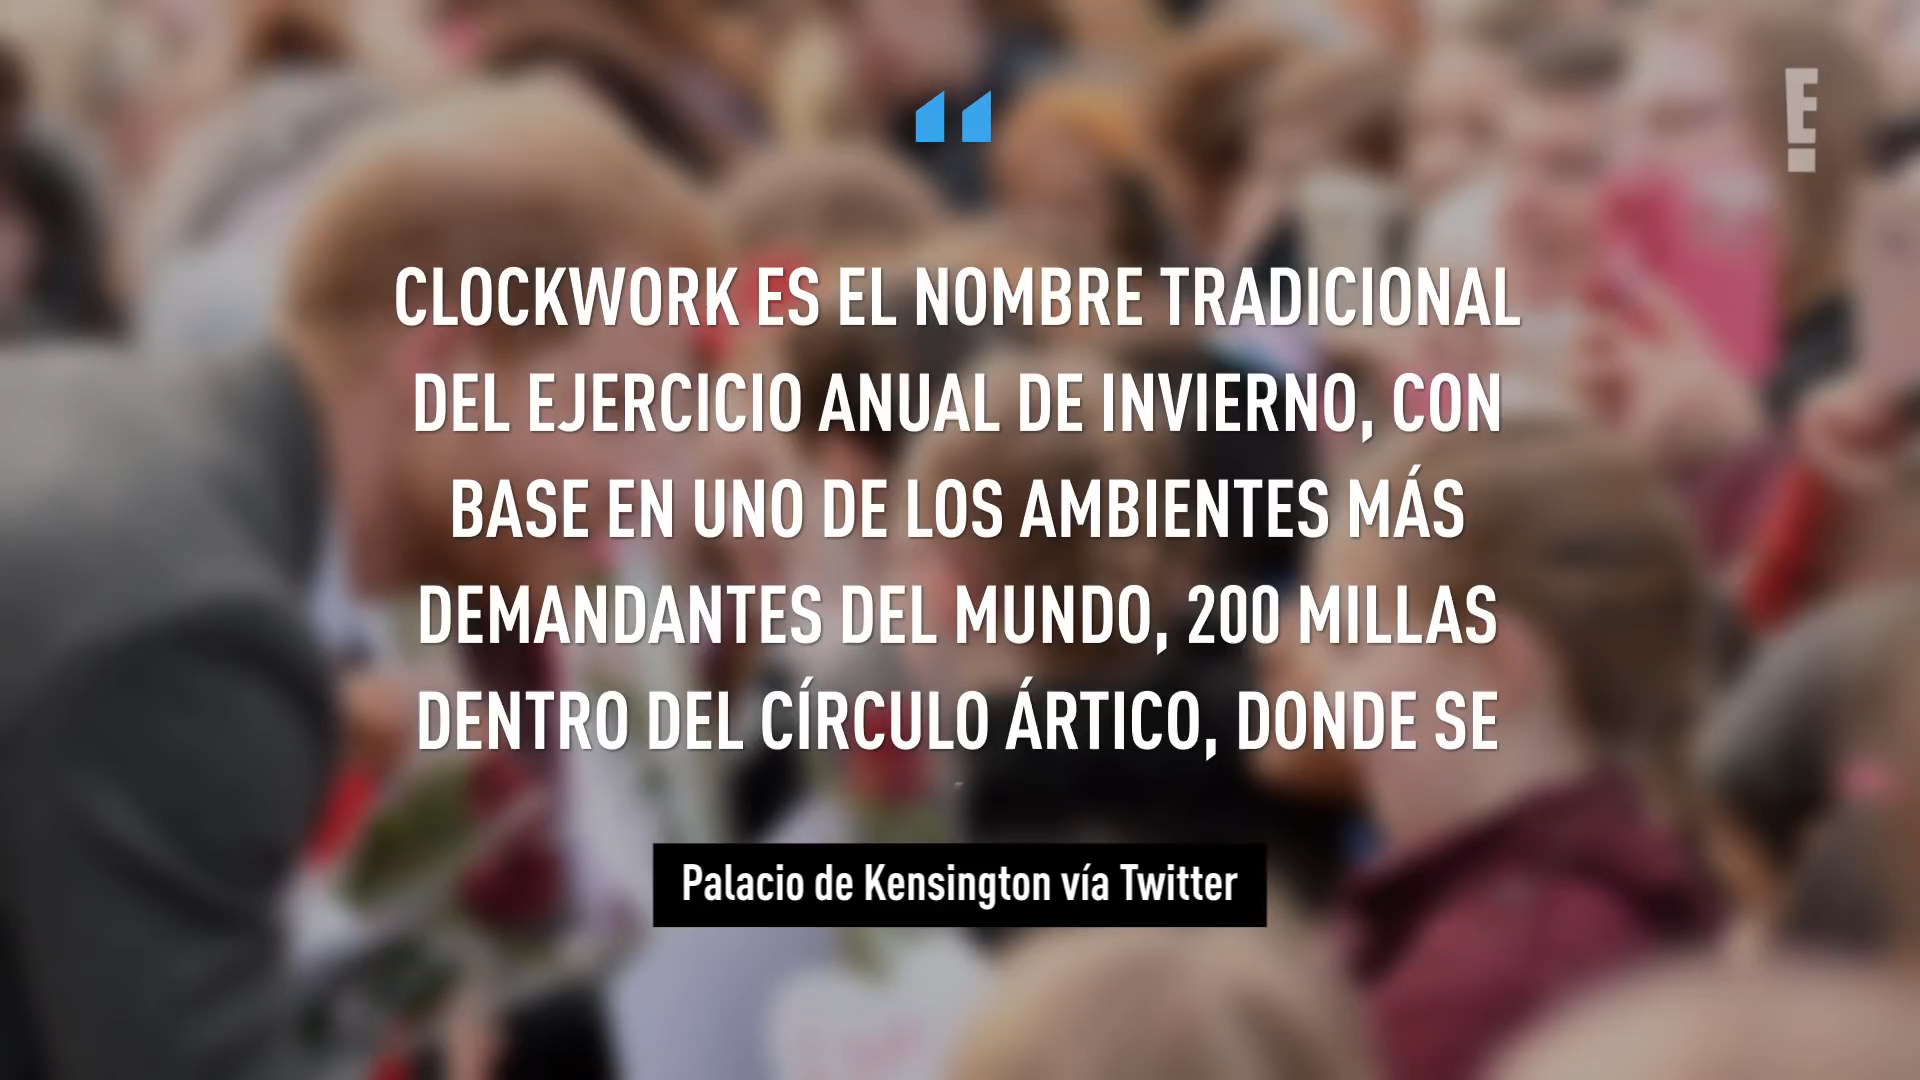 E!
CLOCKWORK ES EL NOMBRE TRADICIONAL
DEL EJERCICIO ANUAL DE INVIERNO, CON
BASE EN UNO DE LOS AMBIENTES MÁS
DEMANDANTES DEL MUNDO, 200 MILLAS
DENTRO DEL CÍRCULO ÁRTICO, DONDE SE
Palacio de Kensington vía Twitter